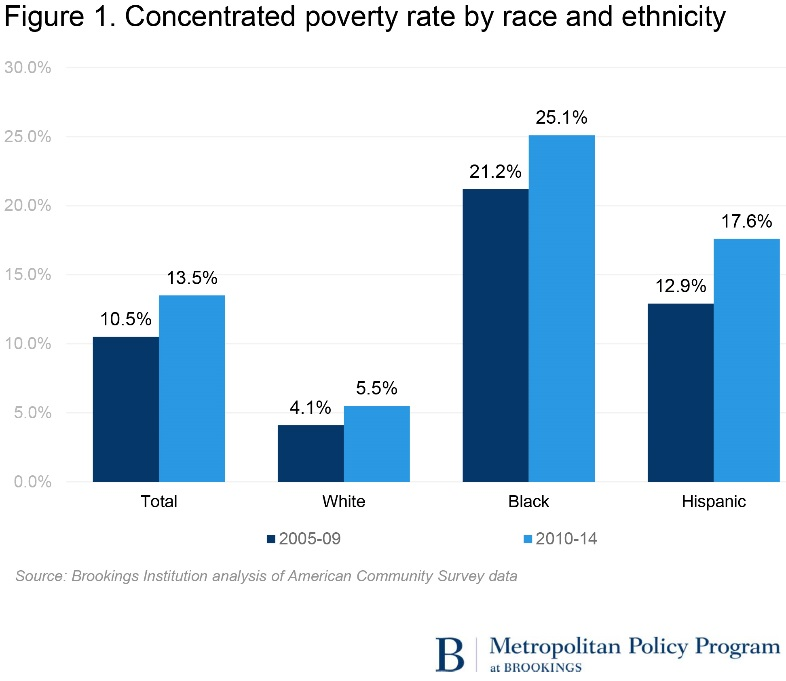 Figure 1. Concentrated poverty rate by race and ethnicity
30.0%
25.0%
20.0%
15.0%
10.0%
5.0%
0.0%
10.5%
13.5%
4.1%
5.5%
21.2%
25.1%
12.9%
17.6%
Total
White
Black
Hispanic
2005-09
2010-14
Source: Brookings Institution analysis of American Community Survey data
B
Metropolitan Policy Program
at BROOKINGS